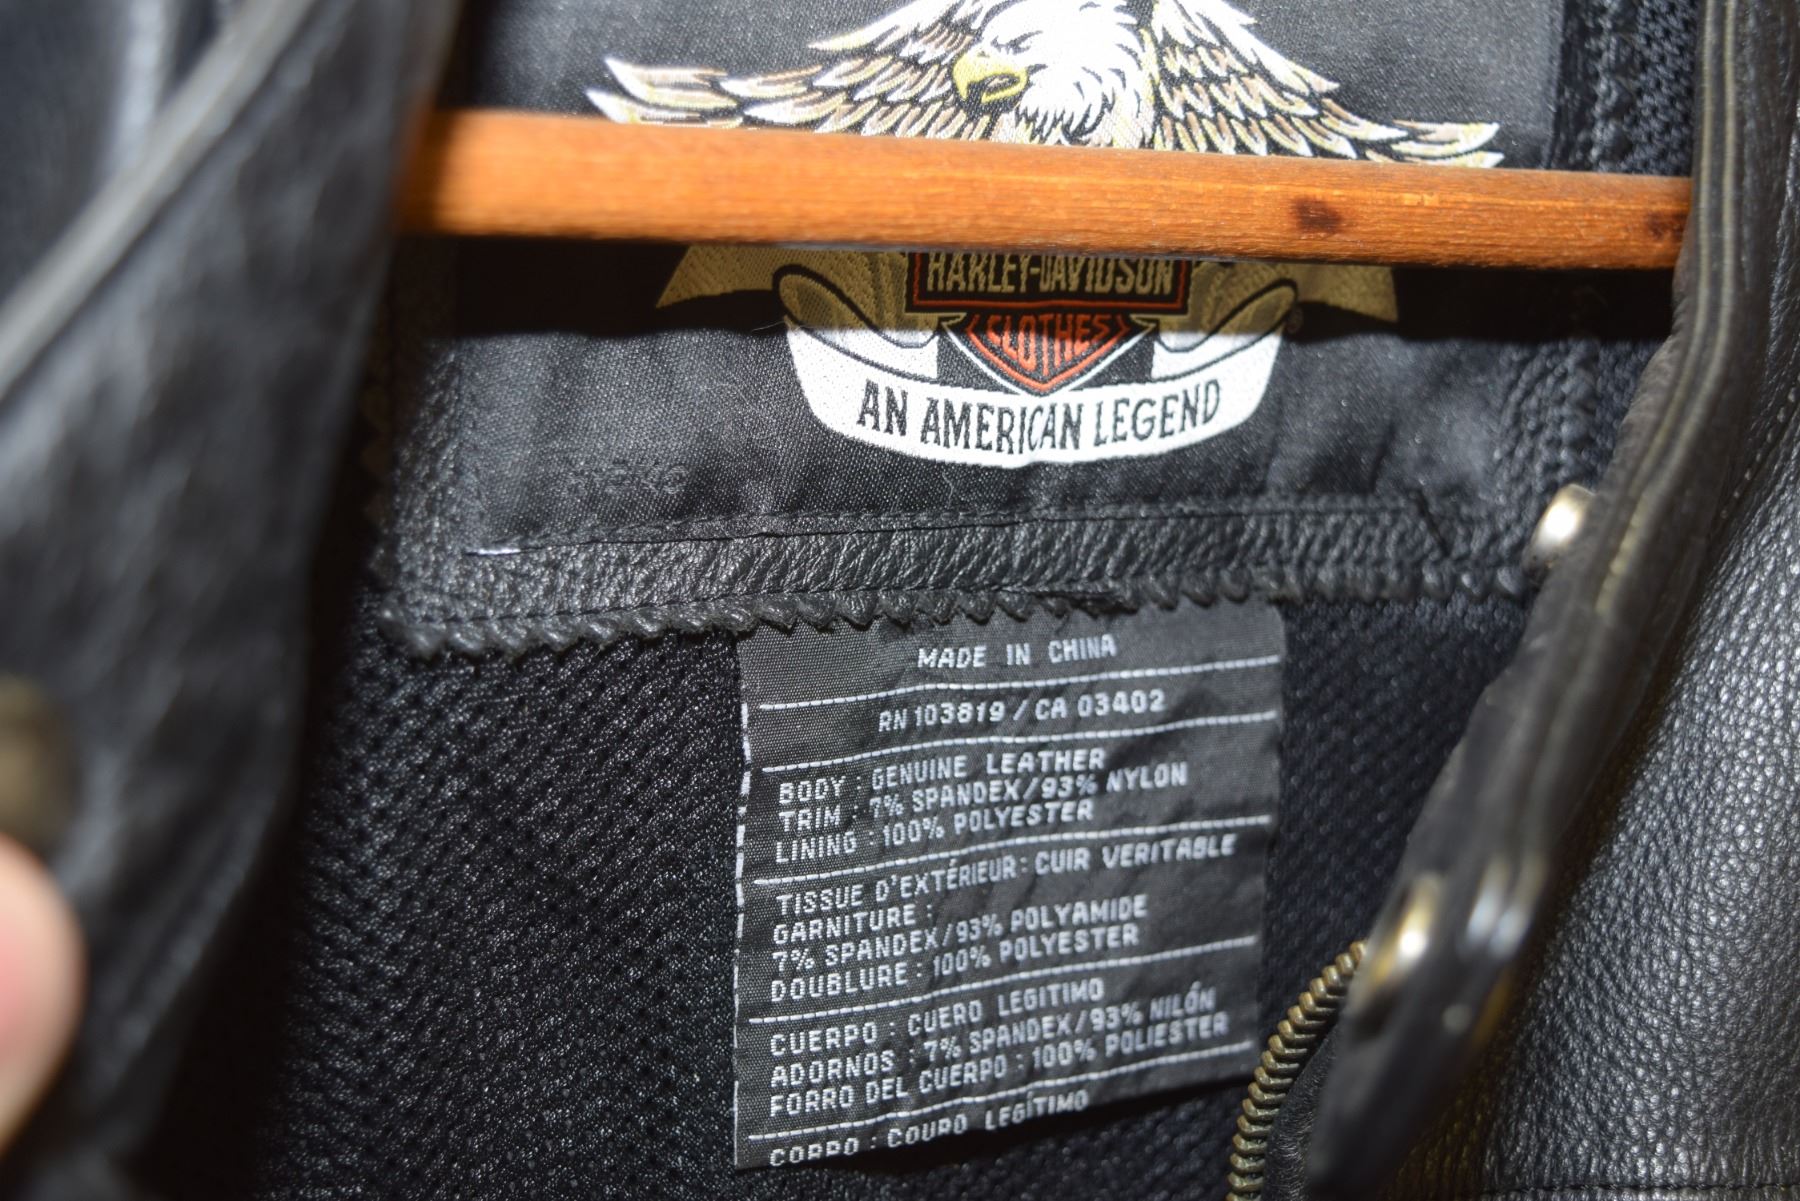 HARLEY-DAVIDSON
CLOTHES
AN AMERICAN LEGEND
MADE IN CHINA
RN 103819 / CA 03402
BODY : GENUINE LEATHER
TRIM : 7% SPANDEX/93% NYLON
LINING : 100% POLYESTER
TISSUE D'EXTÉRIEUR : CUIR VERITABLE
GARNITURE :
7% SPANDEX/93% POLYAMIDE
DOUBLURE : 100% POLYESTER
CUERPO : CUERO LEGITIMO
ADORNOS : 7% SPANDEX/93% NILÓN
FORRO DEL CUERPO : 100% POLIESTER
CORPO : COURO LEGÍTIMO